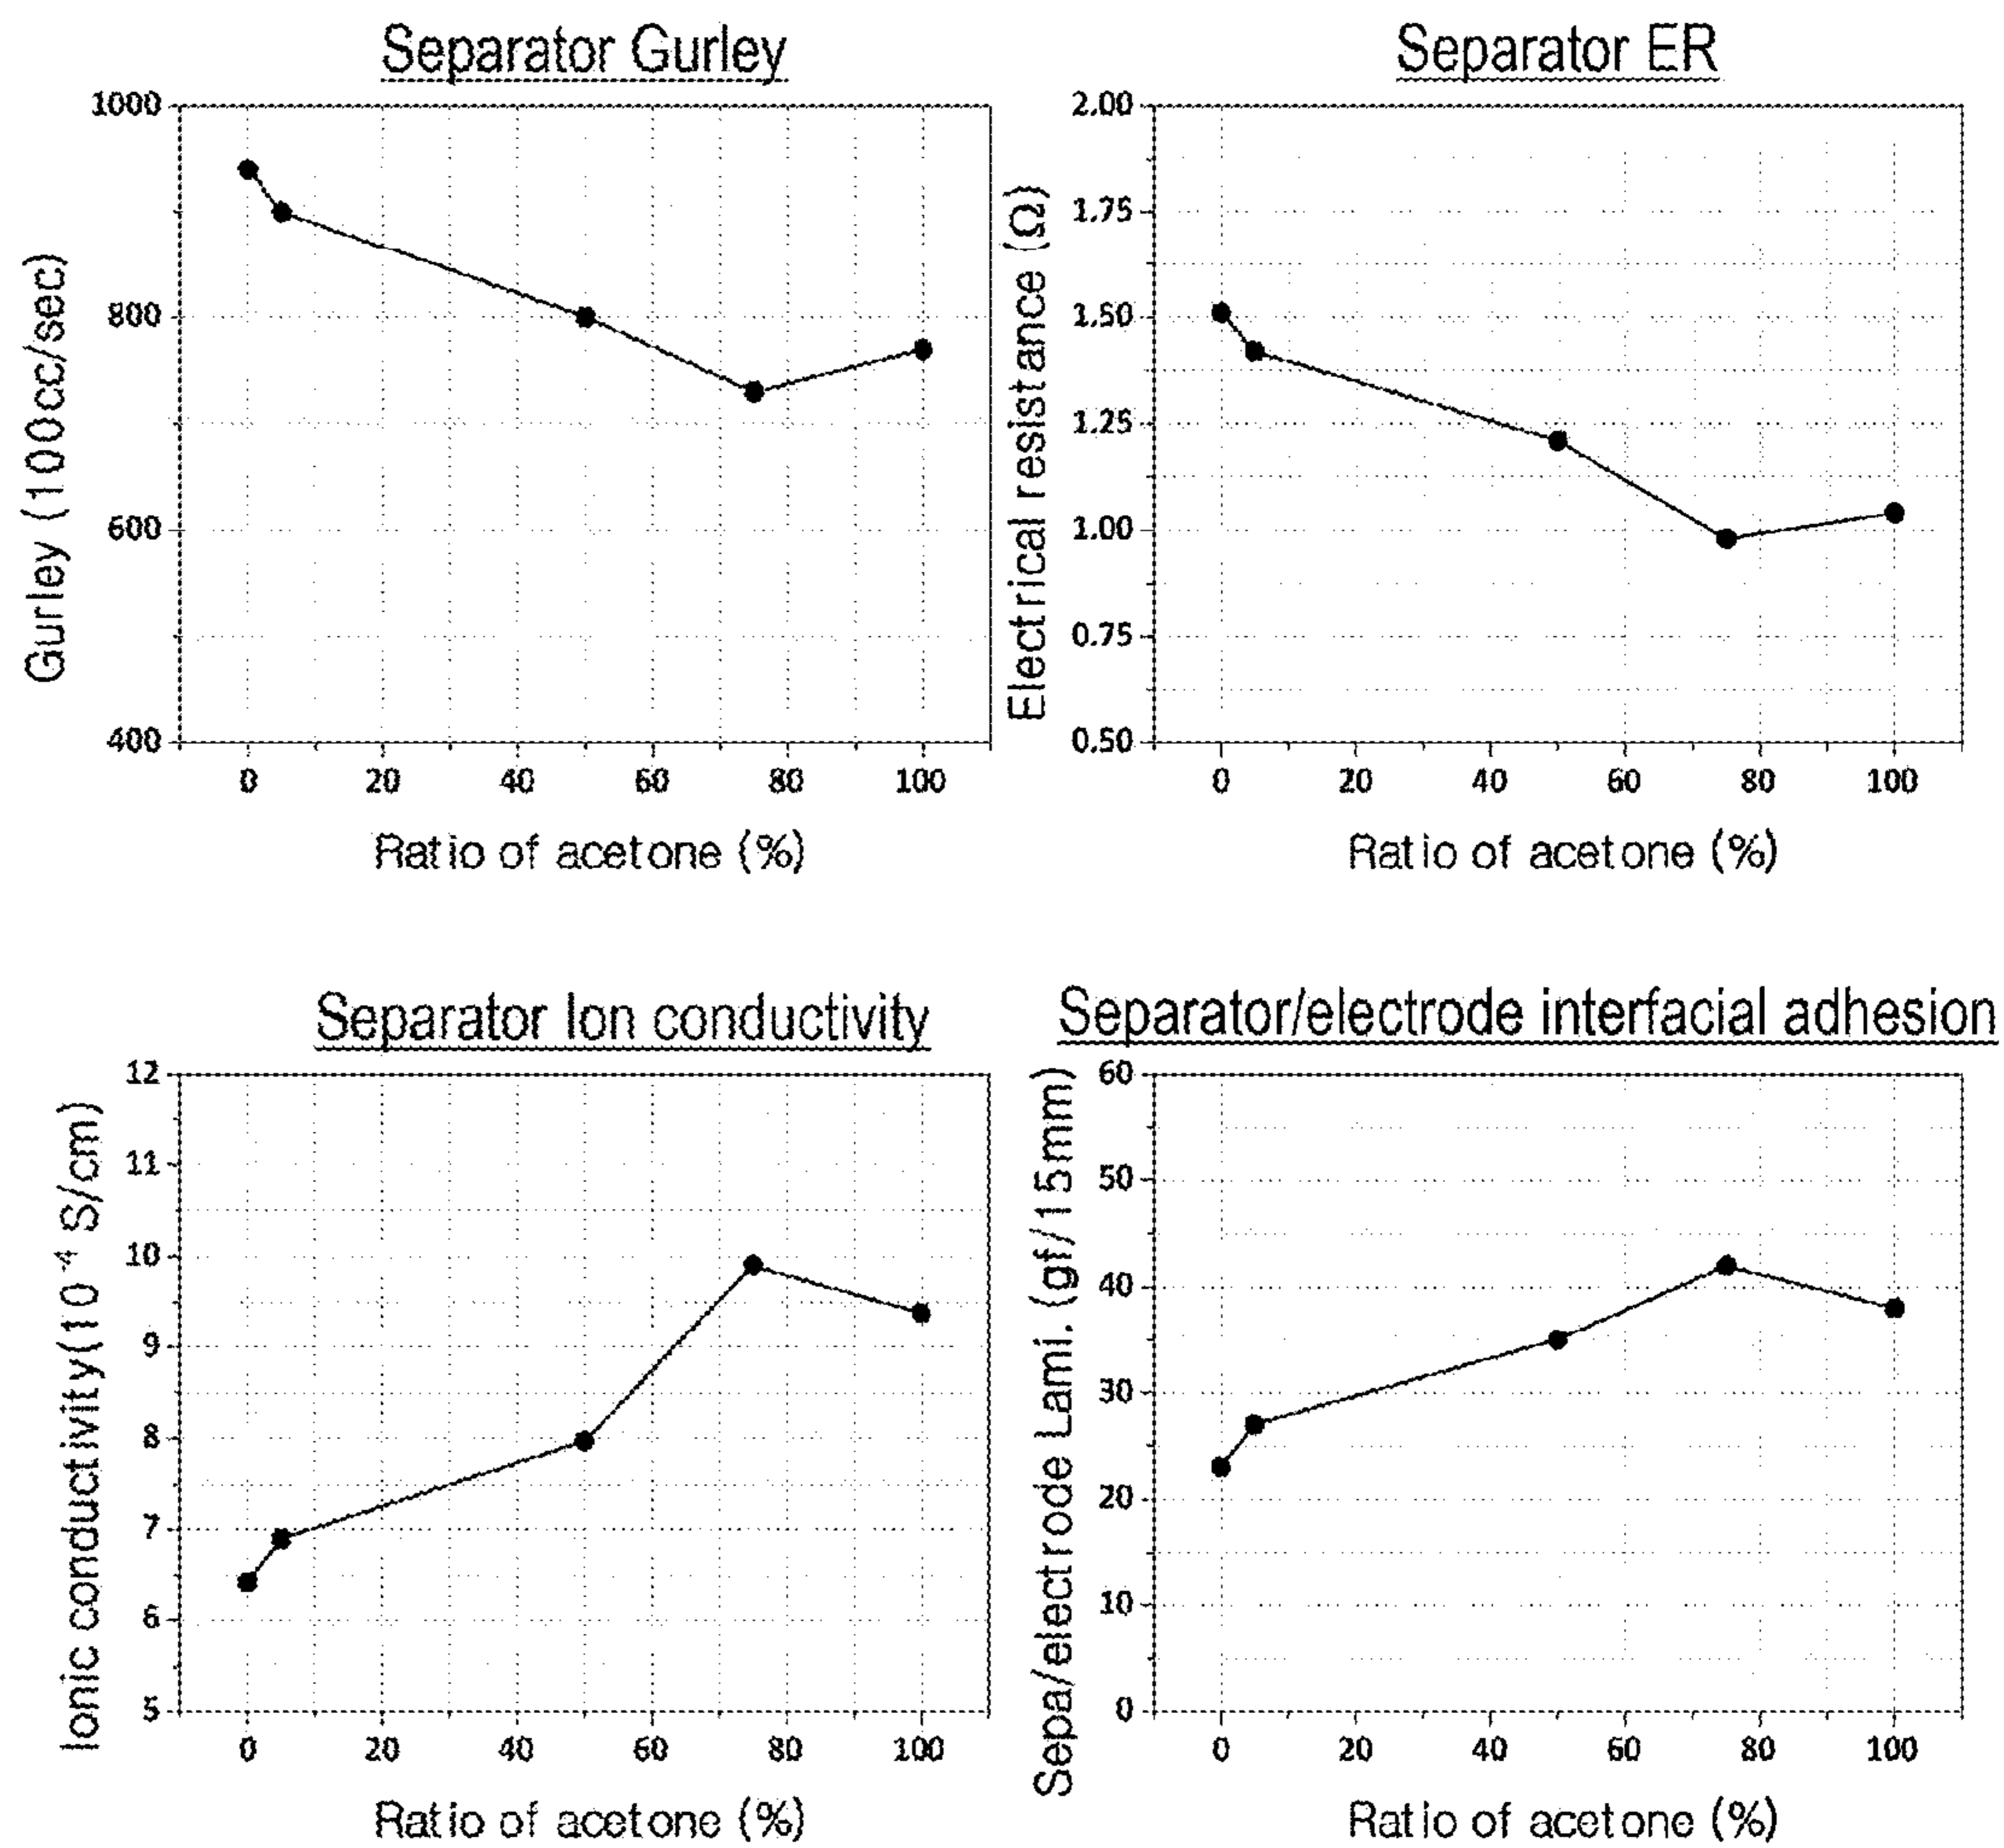 Separator Gurley
Gurley (100cc/sec)
1000
800
600
400
0 20 40 60 80 100
Ratio of acetone (%)
Separator ER
Electrical resistance (Ω)
2.00
1.75
1.50
1.25
1.00
0.75
0.50
0 20 40 60 80 100
Ratio of acetone (%)
Separator Ion conductivity
Ionic conductivity(10⁻⁴ S/cm)
12
11
10
9
8
7
6
5
0 20 40 60 80 100
Ratio of acetone (%)
Separator/electrode interfacial adhesion
Sepa/electrode Lami. (gf/15mm)
60
50
40
30
20
10
0
0 20 40 60 80 100
Ratio of acetone (%)